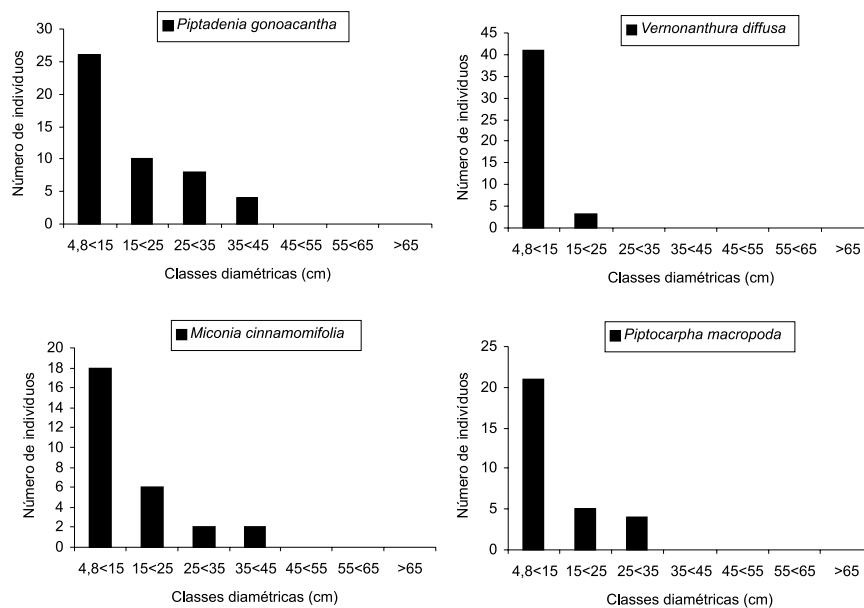 Piptadenia gonoacantha
Número de indivíduos
30
25
20
15
10
5
0
4,8<15 15<25 25<35 35<45 45<55 55<65 >65
Classes diamétricas (cm)
Vernonanthura diffusa
Número de indivíduos
45
40
35
30
25
20
15
10
5
0
4,8<15 15<25 25<35 35<45 45<55 55<65 >65
Classes diamétricas (cm)
Miconia cinnamomifolia
Número de indivíduos
20
18
16
14
12
10
8
6
4
2
0
4,8<15 15<25 25<35 35<45 45<55 55<65 >65
Classes diamétricas (cm)
Piptocarpha macropoda
Número de indivíduos
25
20
15
10
5
0
4,8<15 15<25 25<35 35<45 45<55 55<65 >65
Classes diamétricas (cm)